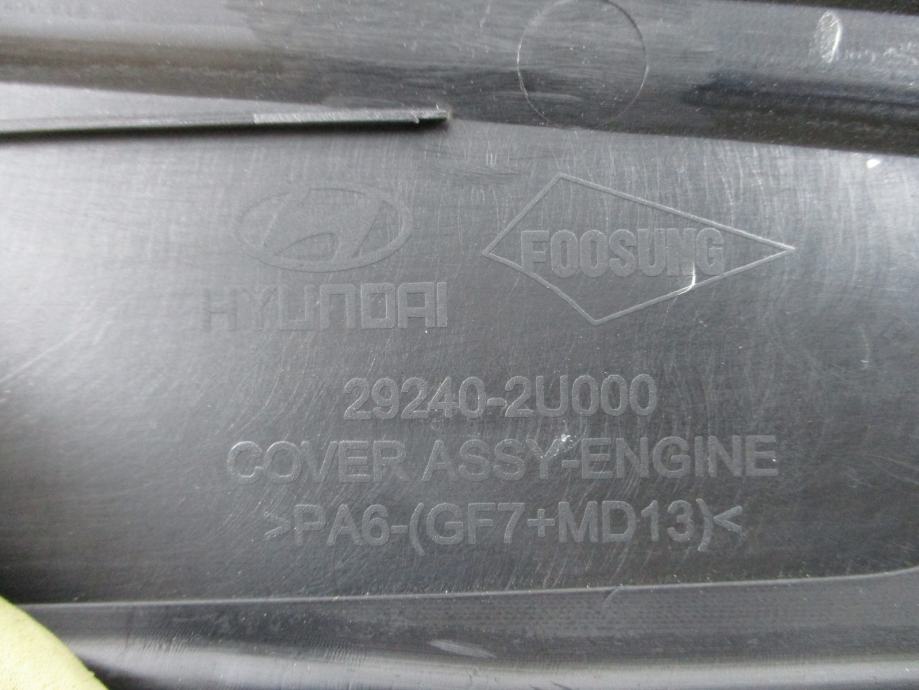 FOOSUNG
HYUNDAI
29240-2U000
COVER ASSY-ENGINE
>PA6-(GF7+MD13)<